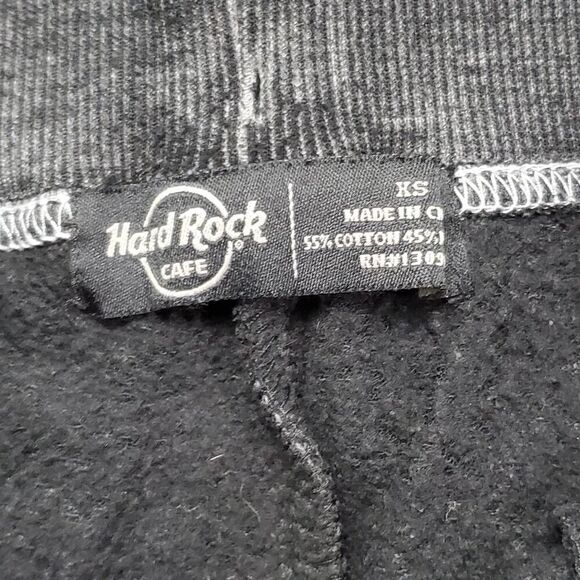 Hard Rock
CAFE
®
XS
MADE IN C
55% COTTON 45%
RN#1309